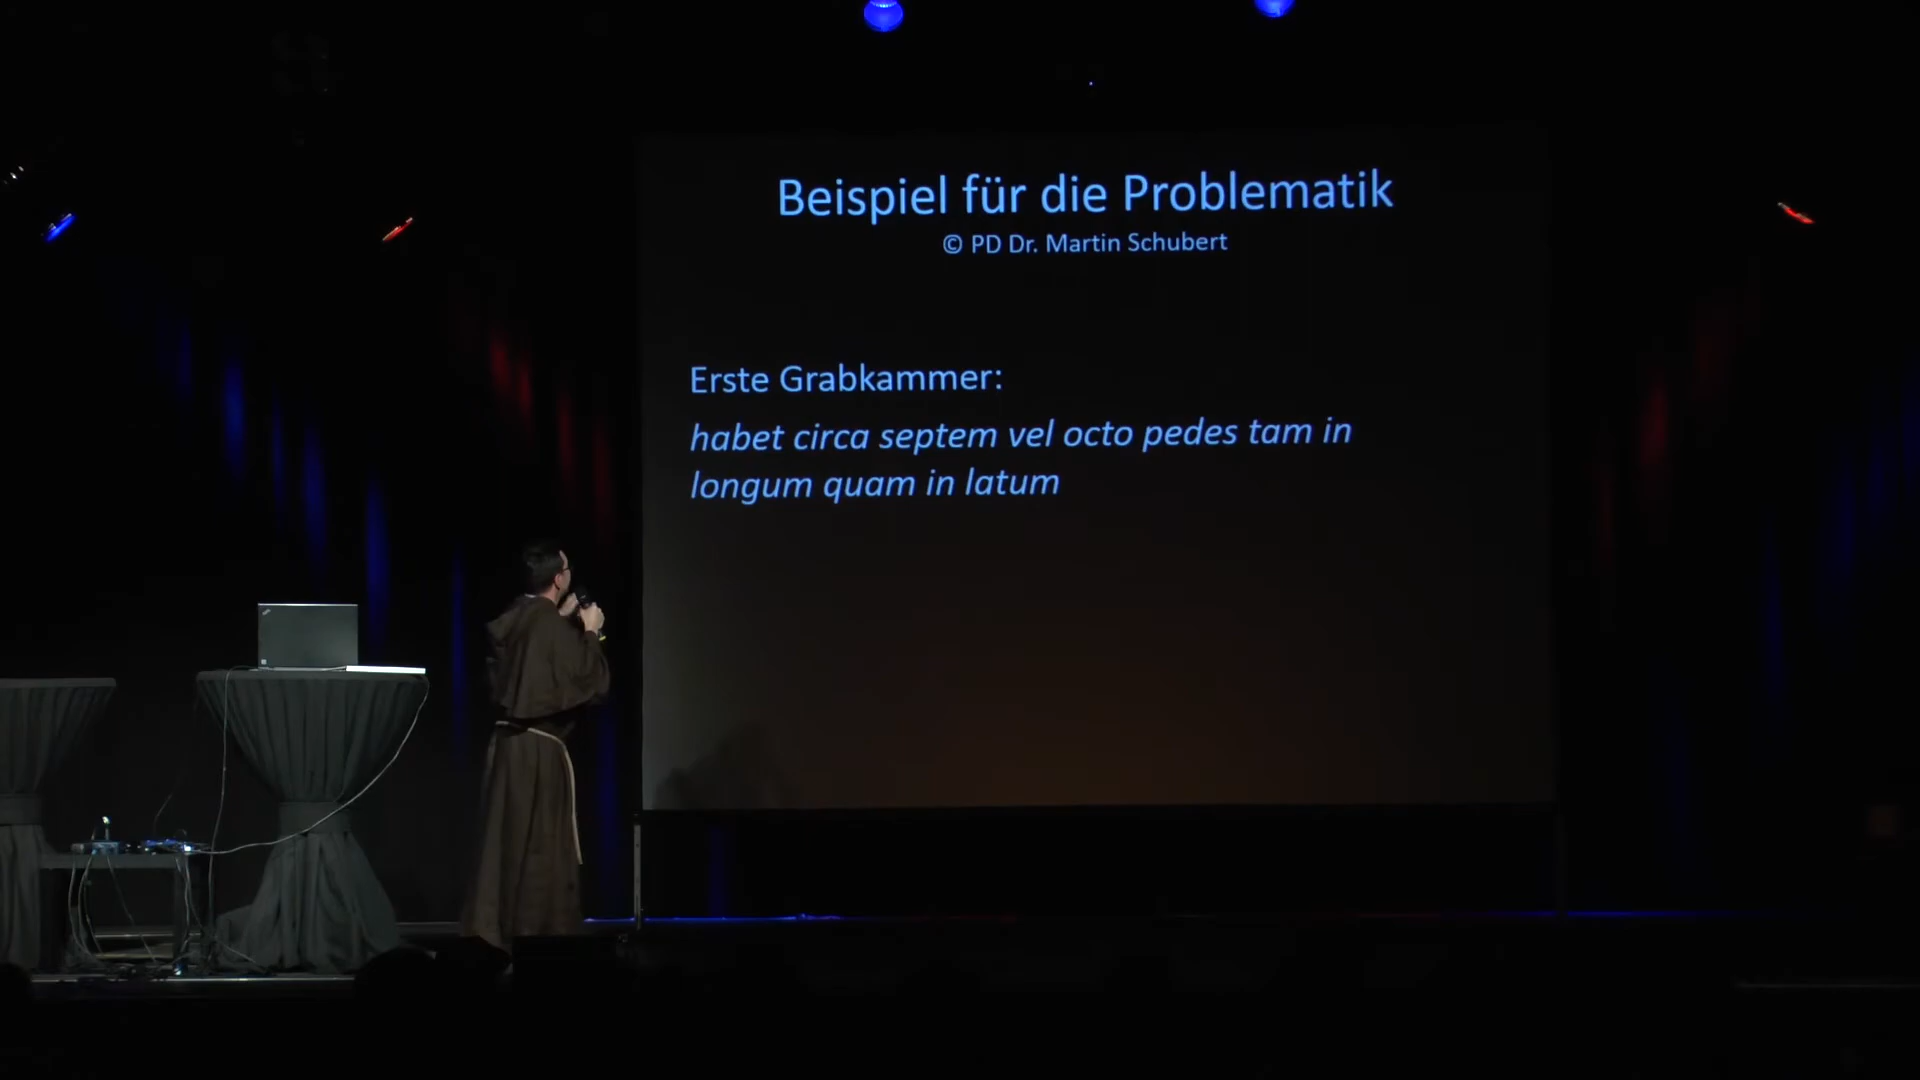 Beispiel für die Problematik
© PD Dr. Martin Schubert
Erste Grabkammer:
habet circa septem vel octo pedes tam in
longum quam in latum